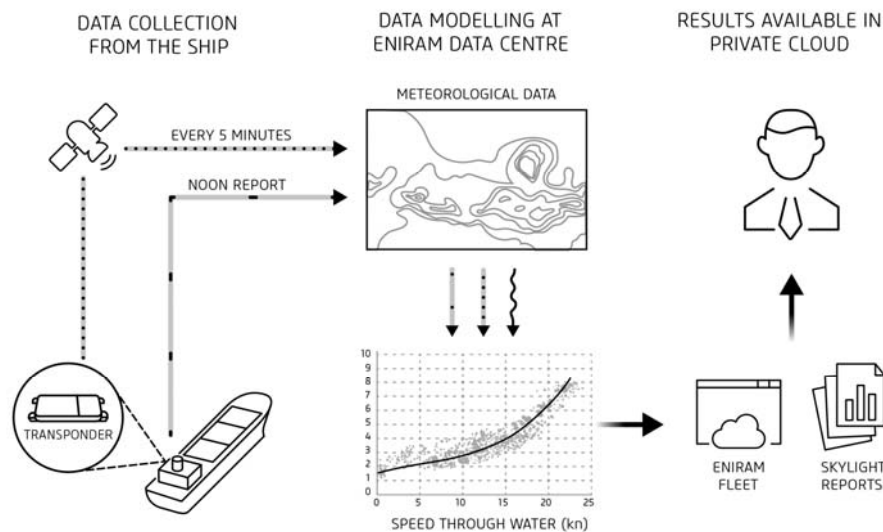 DATA COLLECTION
FROM THE SHIP
DATA MODELLING AT
ENIRAM DATA CENTRE
RESULTS AVAILABLE IN
PRIVATE CLOUD
METEOROLOGICAL DATA
EVERY 5 MINUTES
NOON REPORT
TRANSPONDER
10
9
8
7
6
5
4
3
2
1
0
0 5 10 15 20 25
SPEED THROUGH WATER (kn)
ENIRAM
FLEET
SKYLIGHT
REPORTS